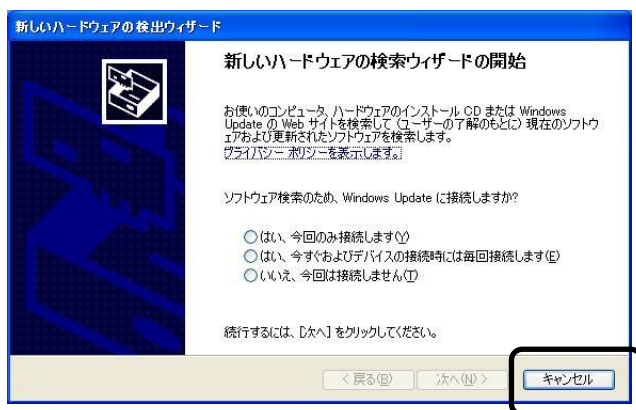 新しいハードウェアの検出ウィザード
新しいハードウェアの検索ウィザードの開始
お使いのコンピュータ、ハードウェアのインストール CD または Windows
Update の Web サイトを検索して (ユーザーの了解のもとに) 現在のソフトウ
ェアおよび更新されたソフトウェアを検索します。
プライバシー ポリシーを表示します。
ソフトウェア検索のため、Windows Update に接続しますか?
はい、今回のみ接続します(Y)
はい、今すぐおよびデバイスの接続時には毎回接続します(E)
いいえ、今回は接続しません(T)
続行するには、[次へ] をクリックしてください。
< 戻る(B) 次へ(N) > キャンセル